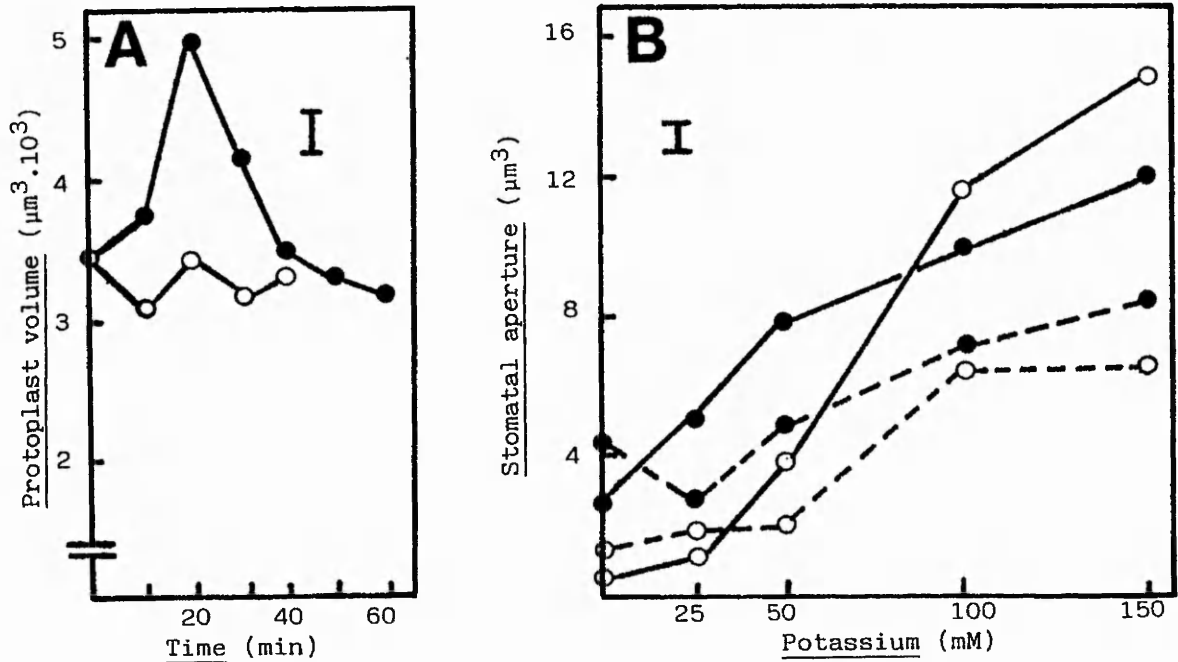 A
Protoplast volume (µm³.10³)
5
4
3
2
20
40
60
Time (min)
B
Stomatal aperture (µm³)
16
12
8
4
25
50
100
150
Potassium (mM)